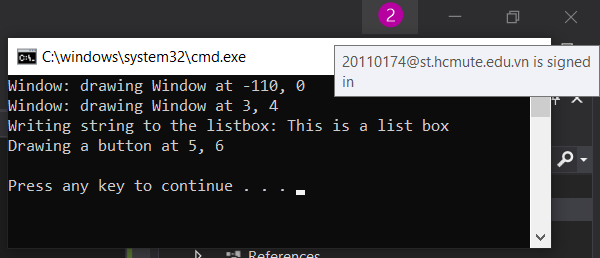 2
C:\windows\system32\cmd.exe
20110174@st.hcmute.edu.vn is signed
in
Window: drawing Window at -110, 0
Window: drawing Window at 3, 4
Writing string to the listbox: This is a list box
Drawing a button at 5, 6
Press any key to continue . . .
References